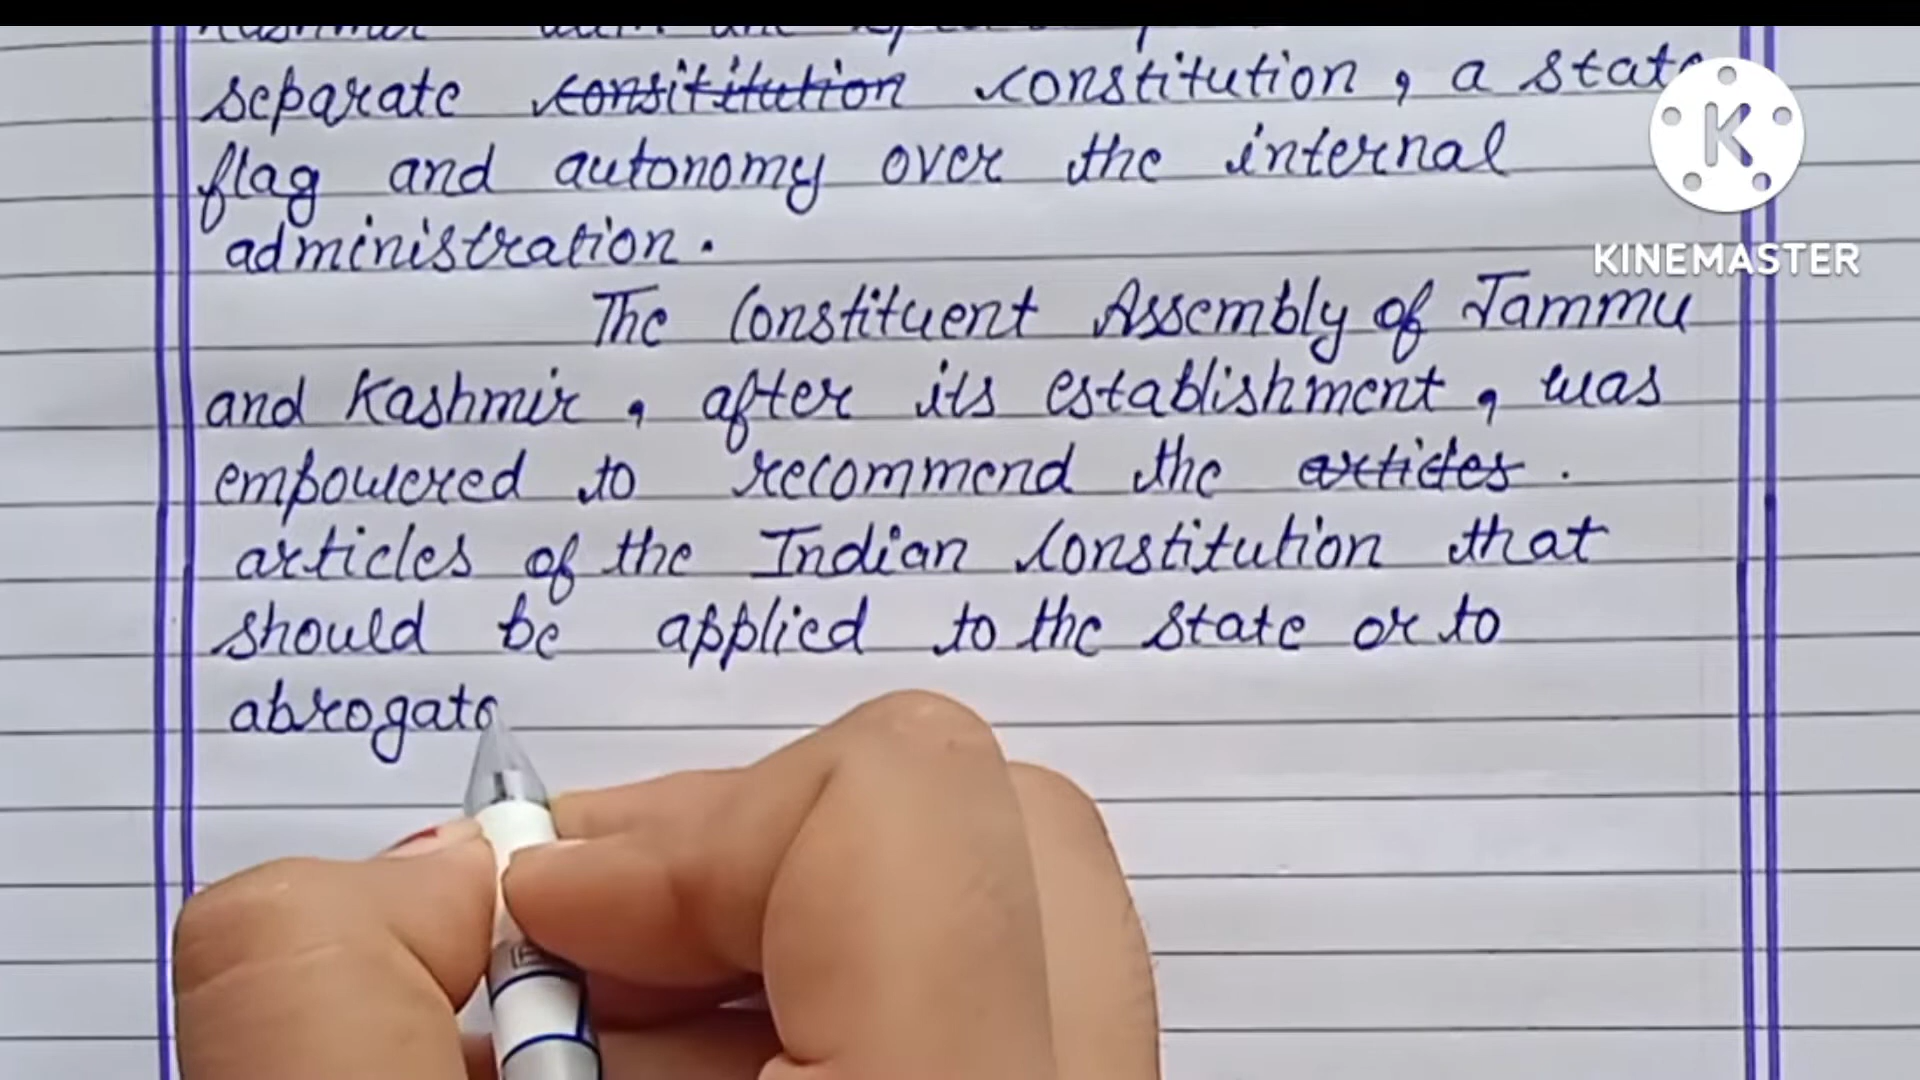 separate consititution constitution, a state
flag and autonomy over the internal
administration.
The Constituent Assembly of Jammu
and Kashmir, after its establishment, was
empowered to recommend the articles.
articles of the Indian Constitution that
should be applied to the state or to
abrogate
K
KINEMASTER